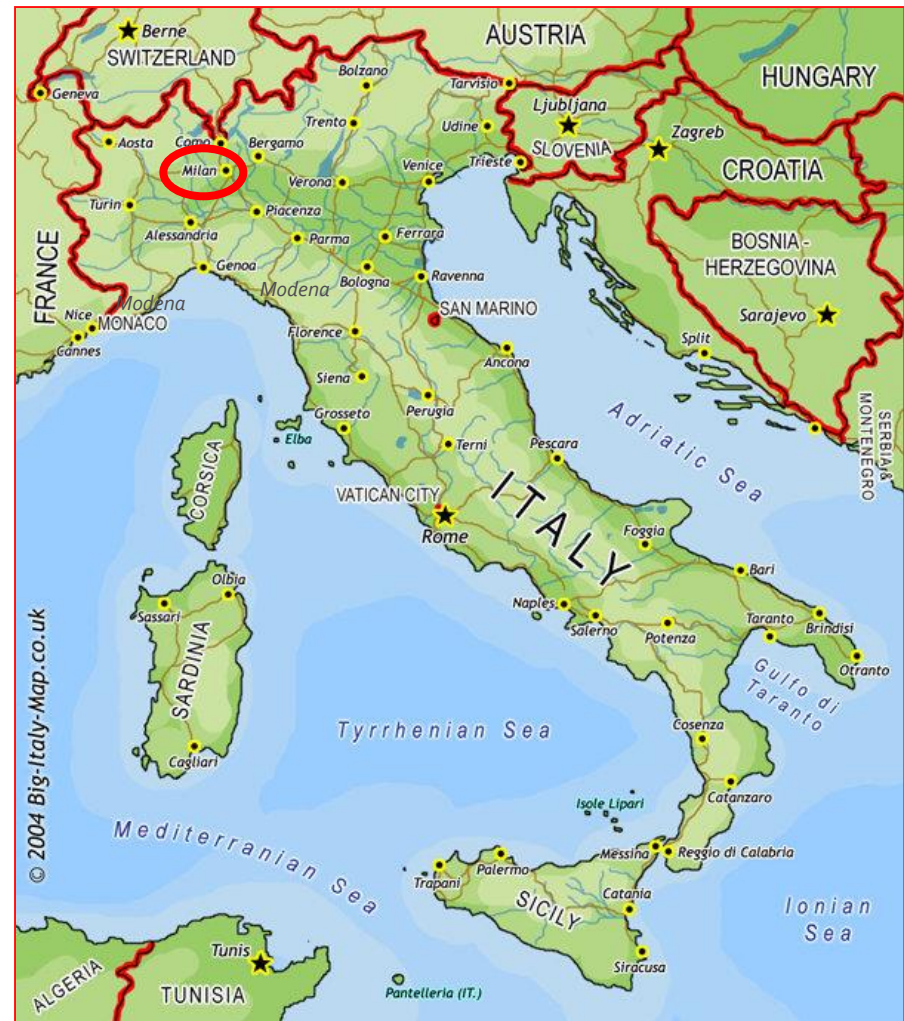 Berne
SWITZERLAND
AUSTRIA
HUNGARY
Geneva
Bolzano
Tarvisio
Ljubljana
Zagreb
Trento
Udine
SLOVENIA
Aosta
Como
Bergamo
Milan
Verona
Venice
Trieste
CROATIA
Turin
Piacenza
Alessandria
Parma
Ferrara
BOSNIA -
HERZEGOVINA
FRANCE
Genoa
Bologna
Ravenna
Modena
Modena
Nice
MONACO
SAN MARINO
Sarajevo
Cannes
Florence
Split
Ancona
Siena
Perugia
Grosseto
Elba
Terni
Pescara
Adriatic Sea
SERBIA &
MONTENEGRO
CORSICA
VATICAN CITY
Rome
ITALY
Foggia
Bari
Olbia
Sassari
Naples
Salerno
Potenza
Taranto
Brindisi
Otranto
SARDINIA
Gulfo di
Taranto
Tyrrhenian Sea
Cosenza
Cagliari
Catanzaro
Isole Lipari
© 2004 Big-Italy-Map.co.uk
Mediterranean Sea
Messina
Reggio di Calabria
Trapani
Palermo
SICILY
Catania
Ionian
Sea
Siracusa
Tunis
ALGERIA
TUNISIA
Pantelleria (IT.)